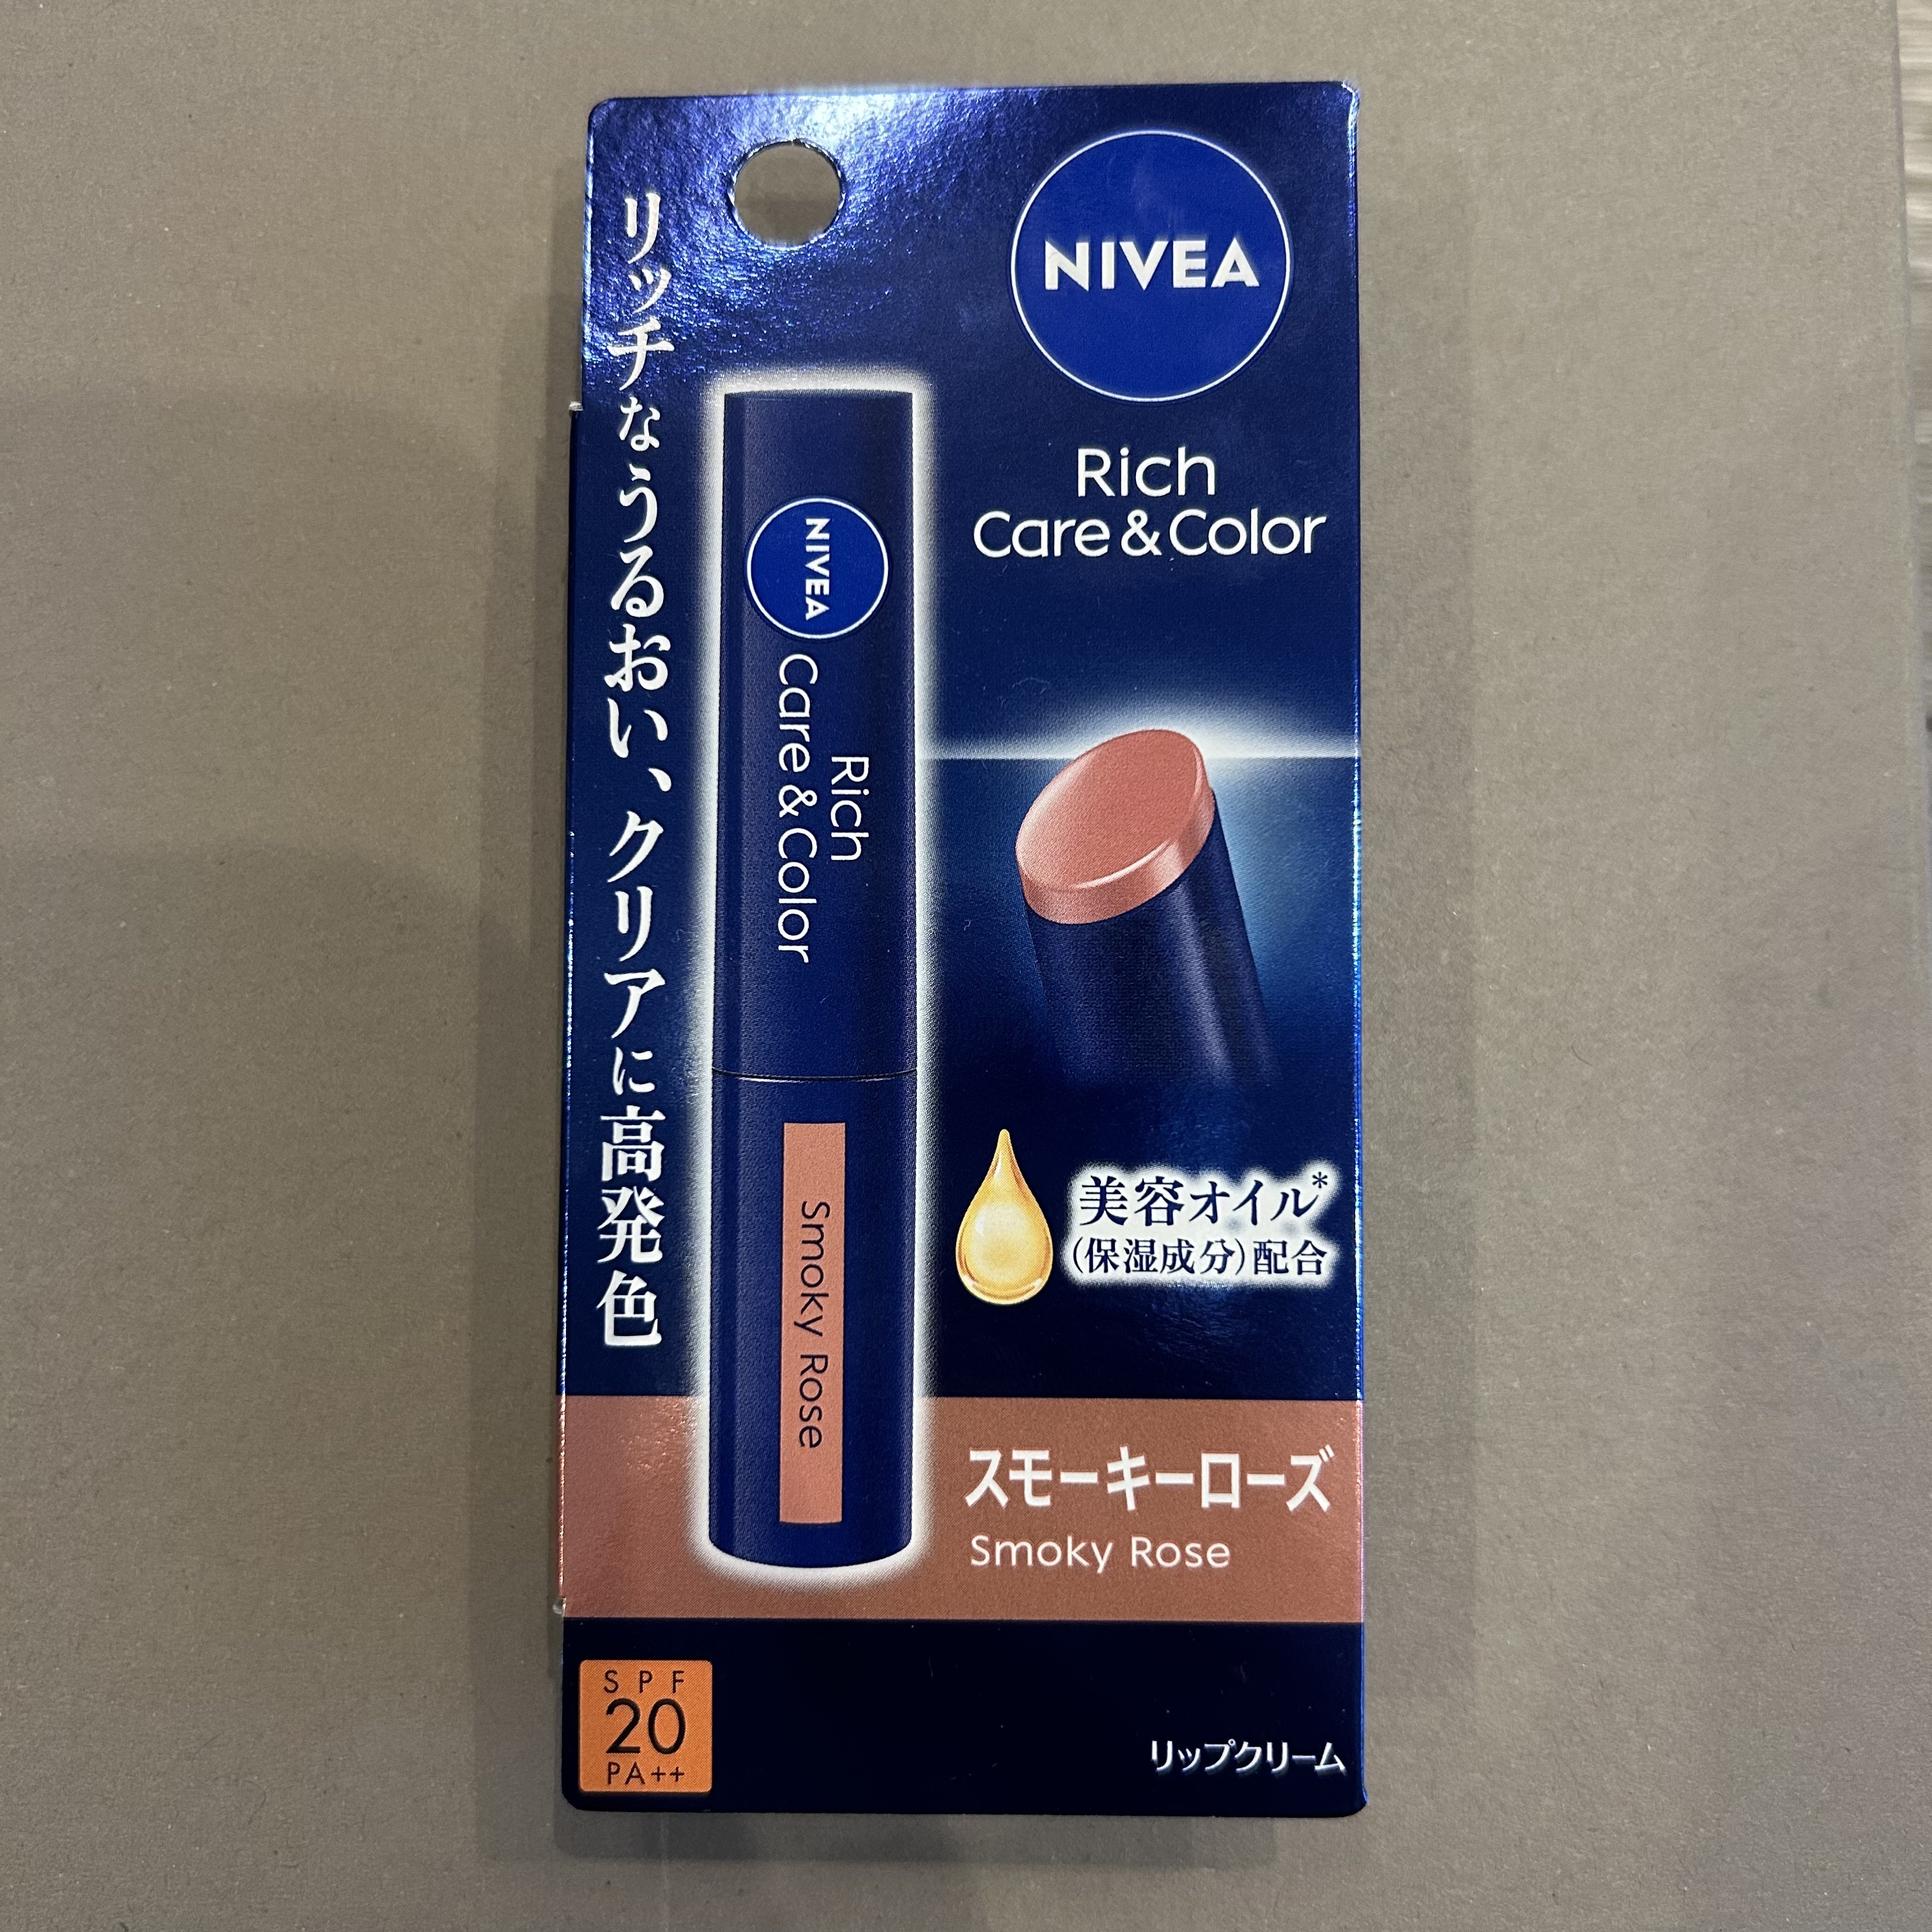 NIVEA
Rich
Care & Color
リッチなうるおい、クリアに高発色
NIVEA
Rich
Care & Color
Smoky Rose
美容オイル*
(保湿成分)配合
スモーキーローズ
Smoky Rose
SPF
20
PA++
リップクリーム